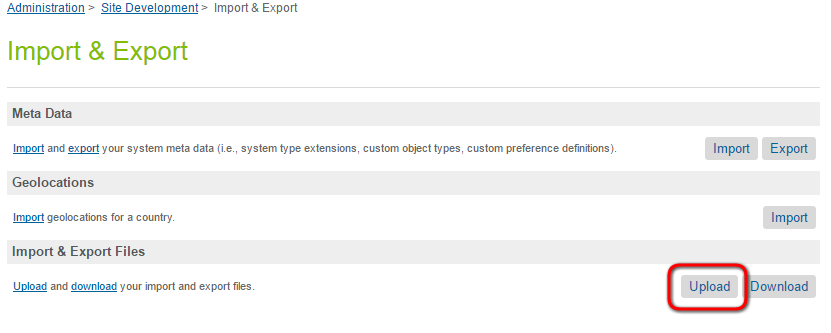 Administration > Site Development > Import & Export
Import & Export
Meta Data
Import and export your system meta data (i.e., system type extensions, custom object types, custom preference definitions). Import Export
Geolocations
Import geolocations for a country. Import
Import & Export Files
Upload and download your import and export files. Upload Download